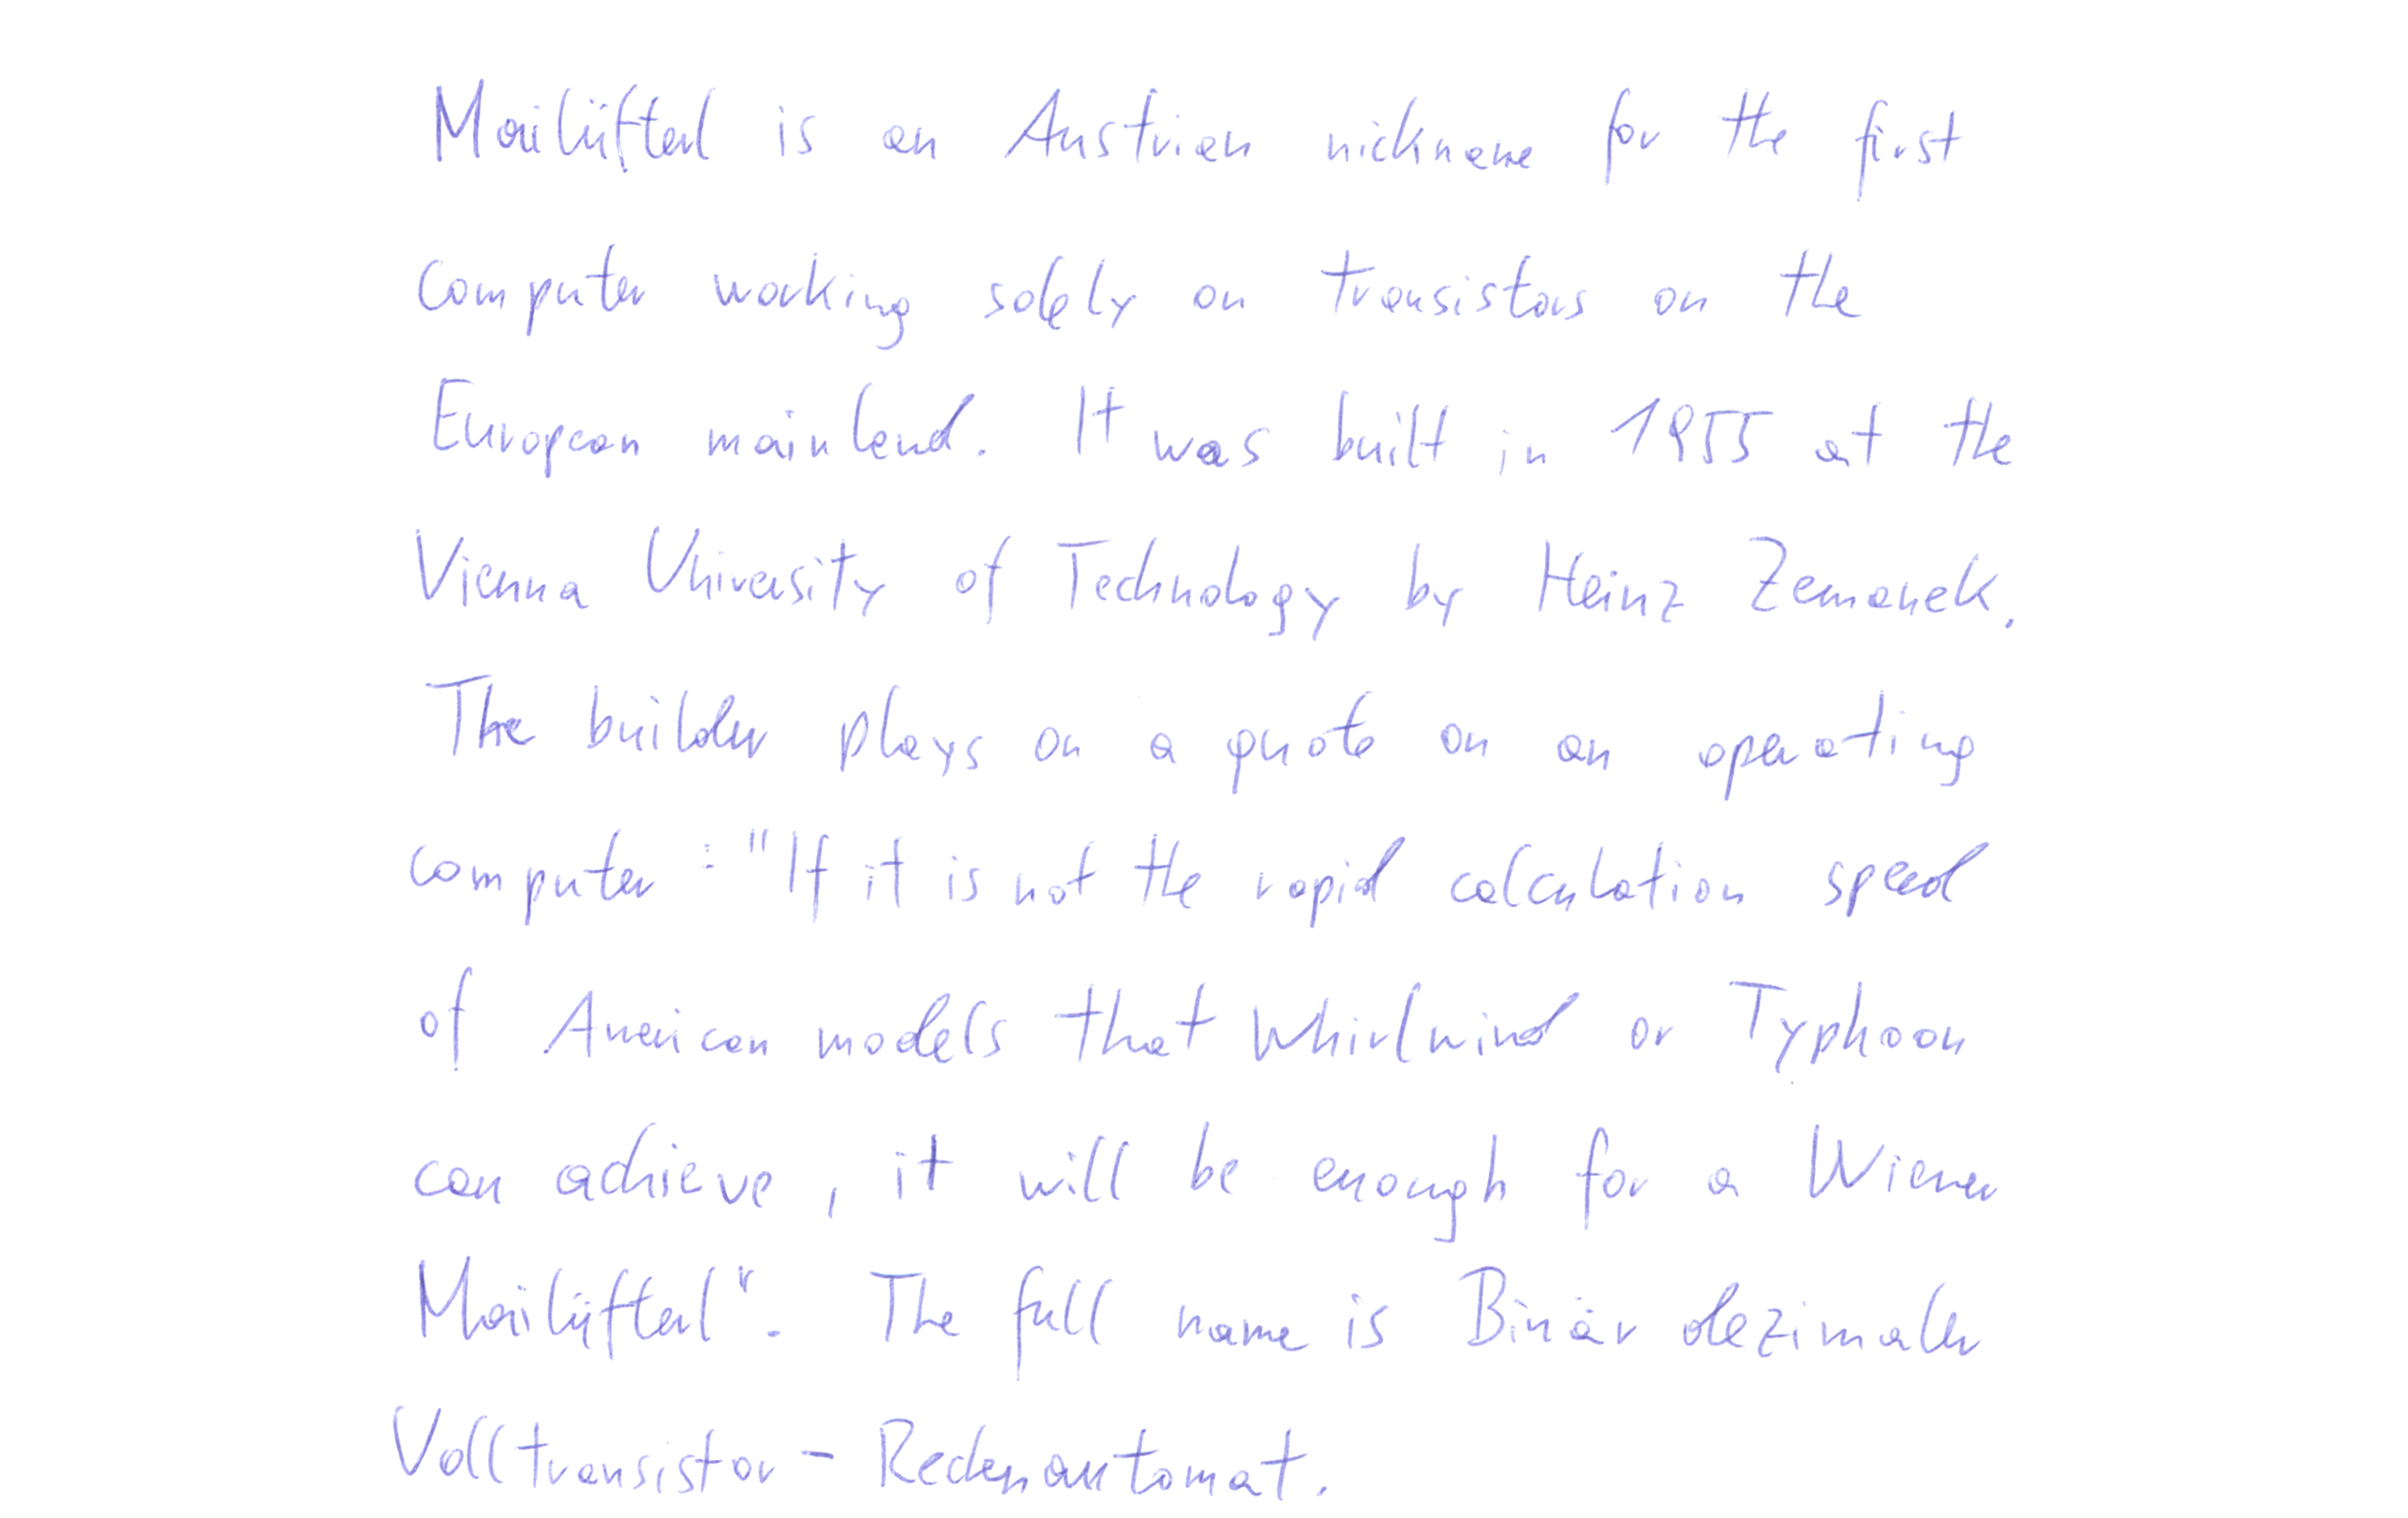 Mailüfterl is an Austrian nickname for the first
computer working solely on transistors on the
European mainland. It was built in 1955 at the
Vienna University of Technology by Heinz Zemanek.
The builder plays on a quote on an operating
computer: "If it is not the rapid calculation speed
of American models that Whirlwind or Typhoon
can achieve, it will be enough for a Wiener
Mailüfterl". The full name is Binär dezimaler
Volltransistor-Rechenautomat.